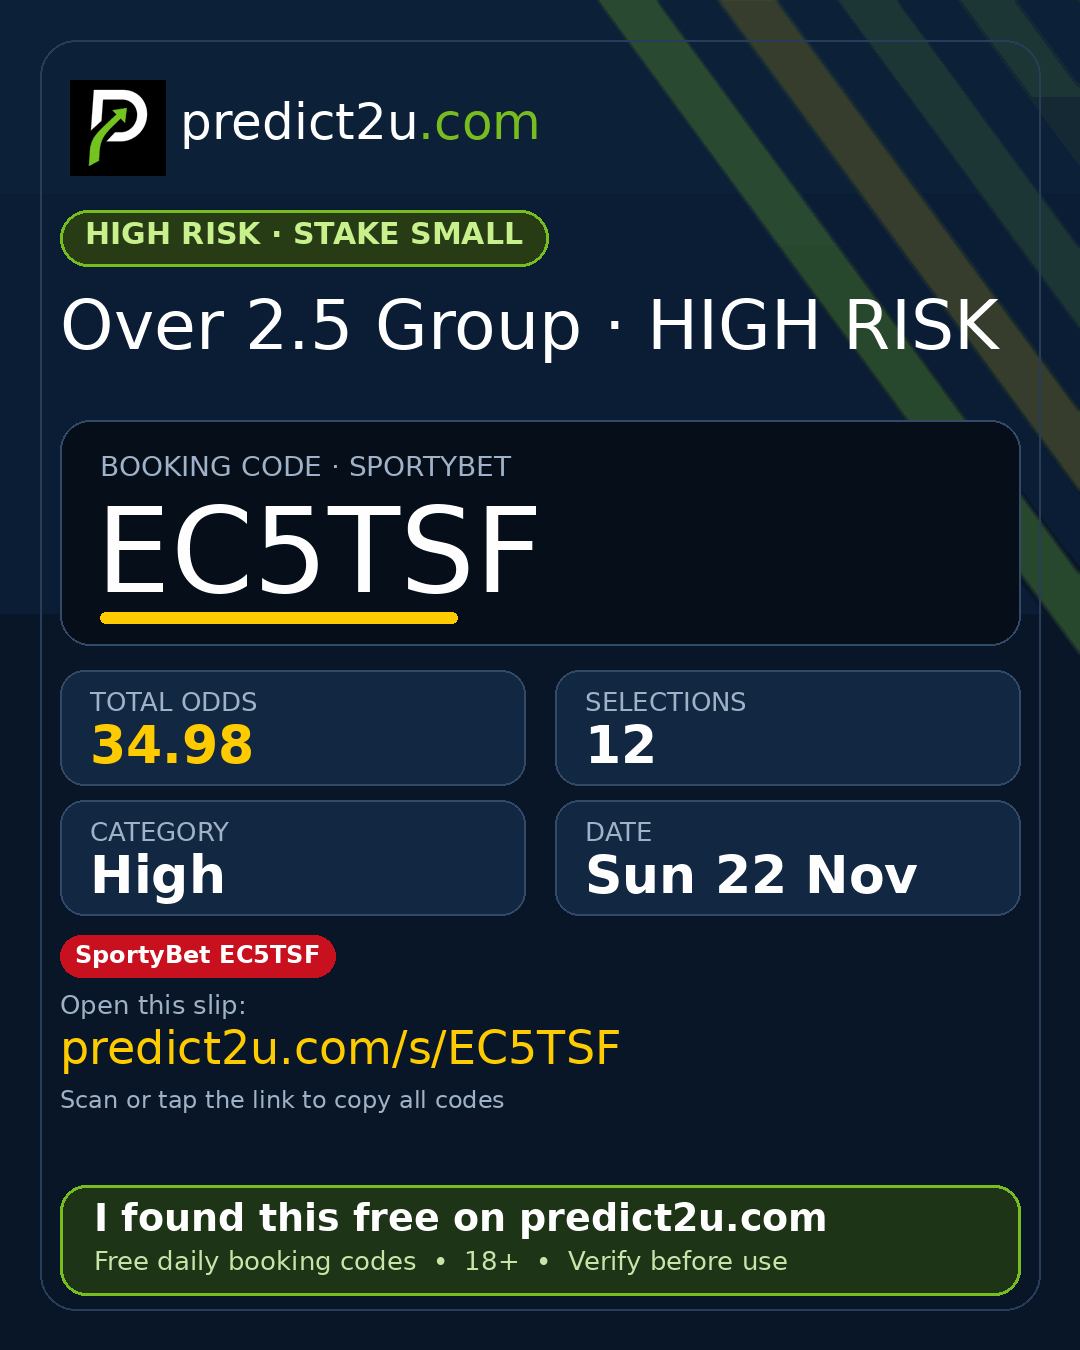 predict2u.com
HIGH RISK · STAKE SMALL
Over 2.5 Group · HIGH RISK
BOOKING CODE · SPORTYBET
EC5TSF
TOTAL ODDS
34.98
SELECTIONS
12
CATEGORY
High
DATE
Sun 22 Nov
SportyBet EC5TSF
Open this slip:
predict2u.com/s/EC5TSF
Scan or tap the link to copy all codes
I found this free on predict2u.com
Free daily booking codes • 18+ • Verify before use